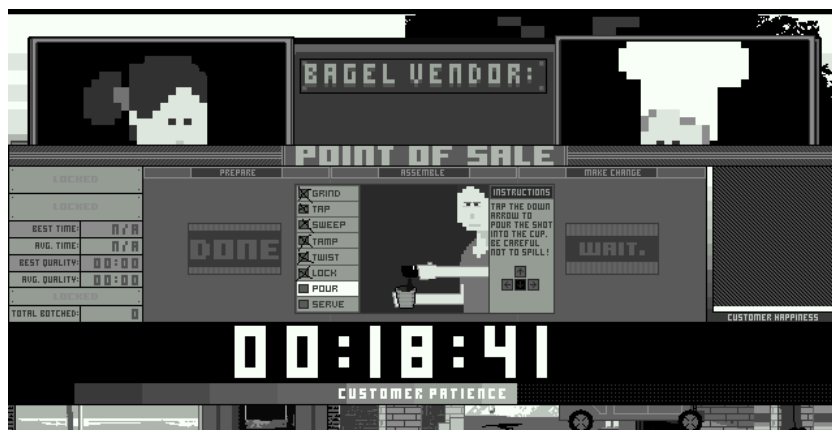 BAGEL VENDOR:
POINT OF SALE
LOCKED
LOCKED
BEST TIME: N/A
AVG. TIME: N/A
BEST QUALITY: 00:00
AVG. QUALITY: 00:00
LOCKED
TOTAL BOTCHED: 0
PREPARE
ASSEMBLE
MAKE CHANGE
DONE
GRIND
TAP
SWEEP
TAMP
TWIST
LOCK
POUR
SERVE
INSTRUCTIONS
TAP THE DOWN
ARROW TO
POUR THE SHOT
INTO THE CUP.
BE CAREFUL
NOT TO SPILL!
WAIT.
CUSTOMER HAPPINESS
00:18:41
CUSTOMER PATIENCE